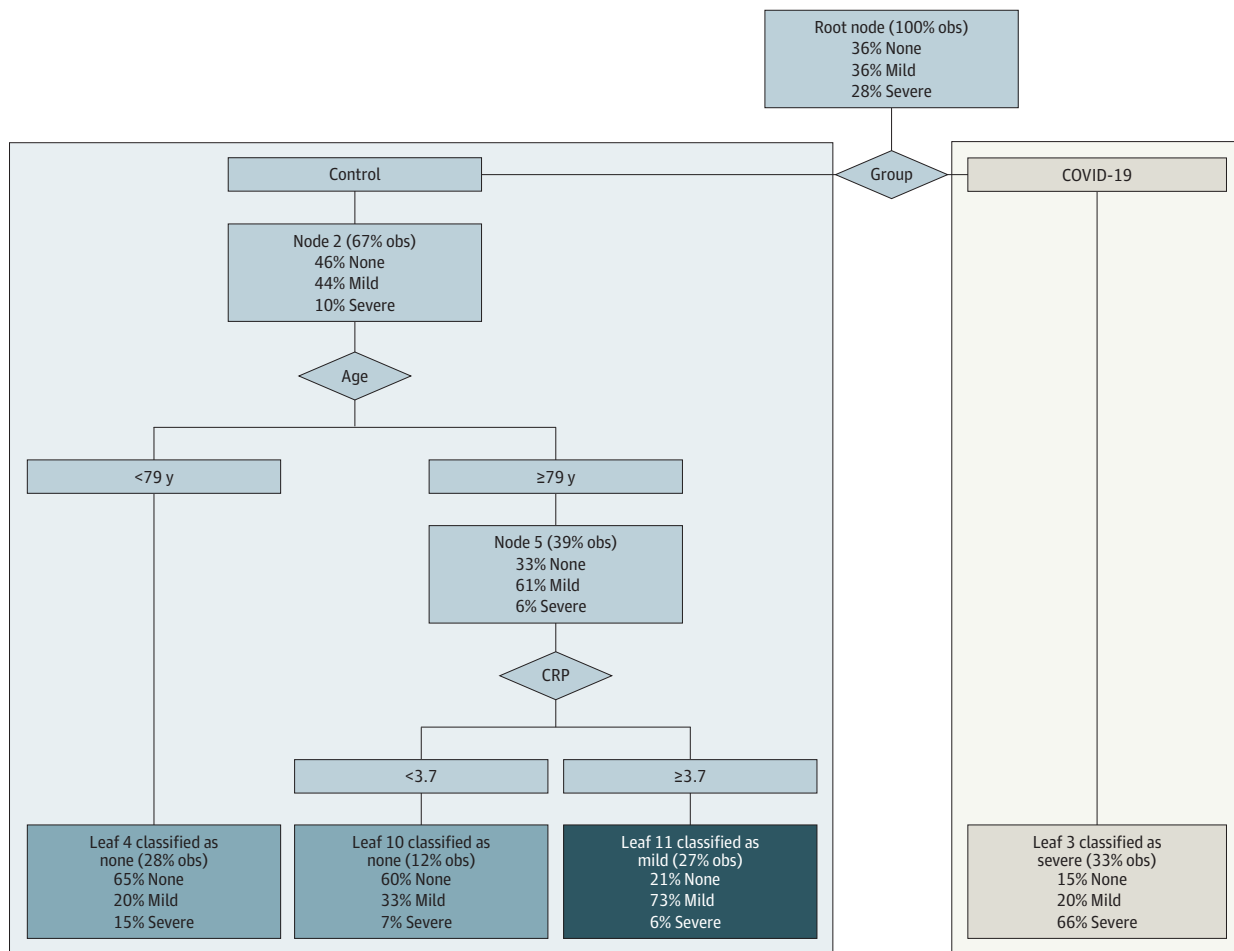 Root node (100% obs)
36% None
36% Mild
28% Severe
Control
Group
COVID-19
Node 2 (67% obs)
46% None
44% Mild
10% Severe
Age
<79 y
≥79 y
Node 5 (39% obs)
33% None
61% Mild
6% Severe
CRP
<3.7
≥3.7
Leaf 4 classified as
none (28% obs)
65% None
20% Mild
15% Severe
Leaf 10 classified as
none (12% obs)
60% None
33% Mild
7% Severe
Leaf 11 classified as
mild (27% obs)
21% None
73% Mild
6% Severe
Leaf 3 classified as
severe (33% obs)
15% None
20% Mild
66% Severe